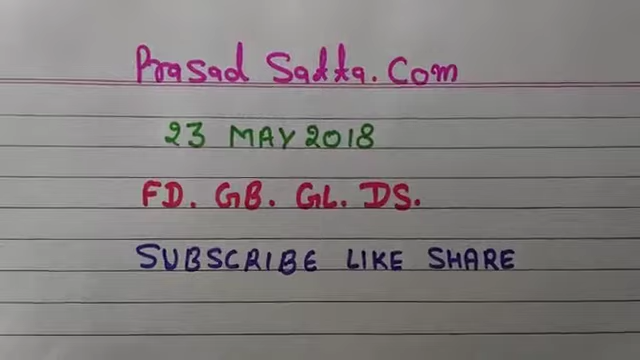 Prasad Satta.Com
23 MAY 2018
FD. GB. GL. DS.
SUBSCRIBE LIKE SHARE